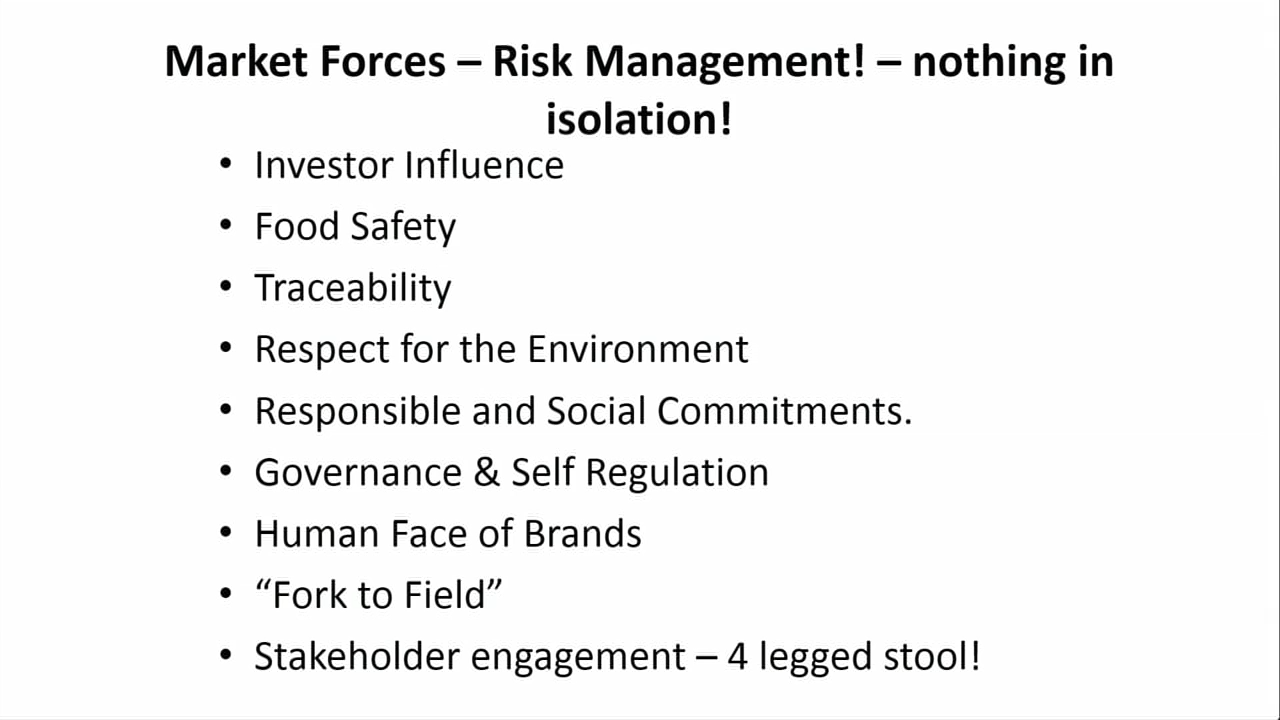 Market Forces – Risk Management! – nothing in
isolation!
• Investor Influence
• Food Safety
• Traceability
• Respect for the Environment
• Responsible and Social Commitments.
• Governance & Self Regulation
• Human Face of Brands
• “Fork to Field”
• Stakeholder engagement – 4 legged stool!